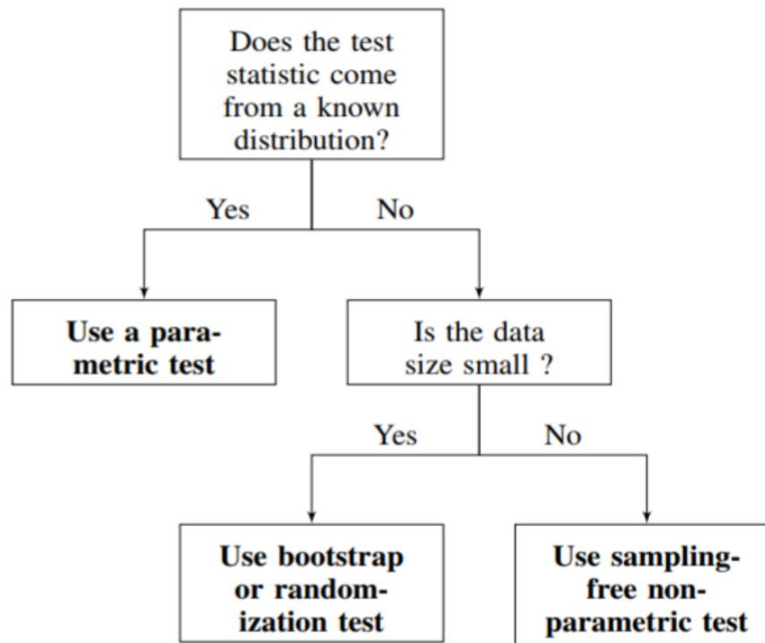 Does the test
statistic come
from a known
distribution?
Yes
No
Use a para-
metric test
Is the data
size small ?
Yes
No
Use bootstrap
or random-
ization test
Use sampling-
free non-
parametric test